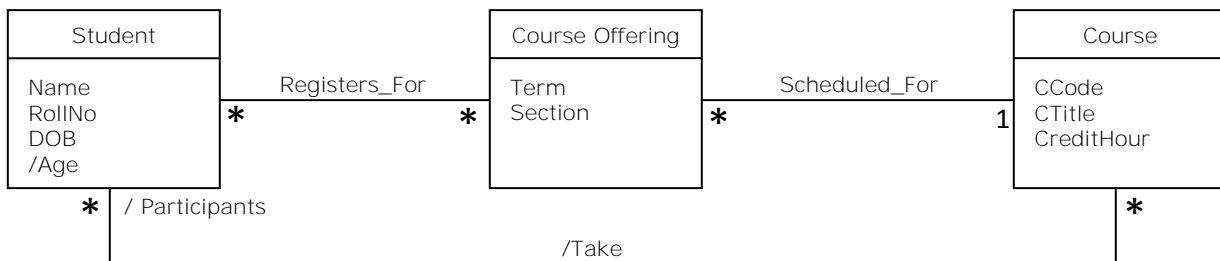 Student
Course Offering
Course
Name
RollNo
DOB
/Age
Registers_For
*
*
Term
Section
Scheduled_For
*
1
CCode
CTitle
CreditHour
*
/ Participants
*
/Take